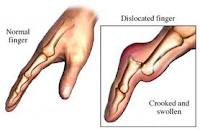 Dislocated finger
Normal
finger
Crooked and
swollen